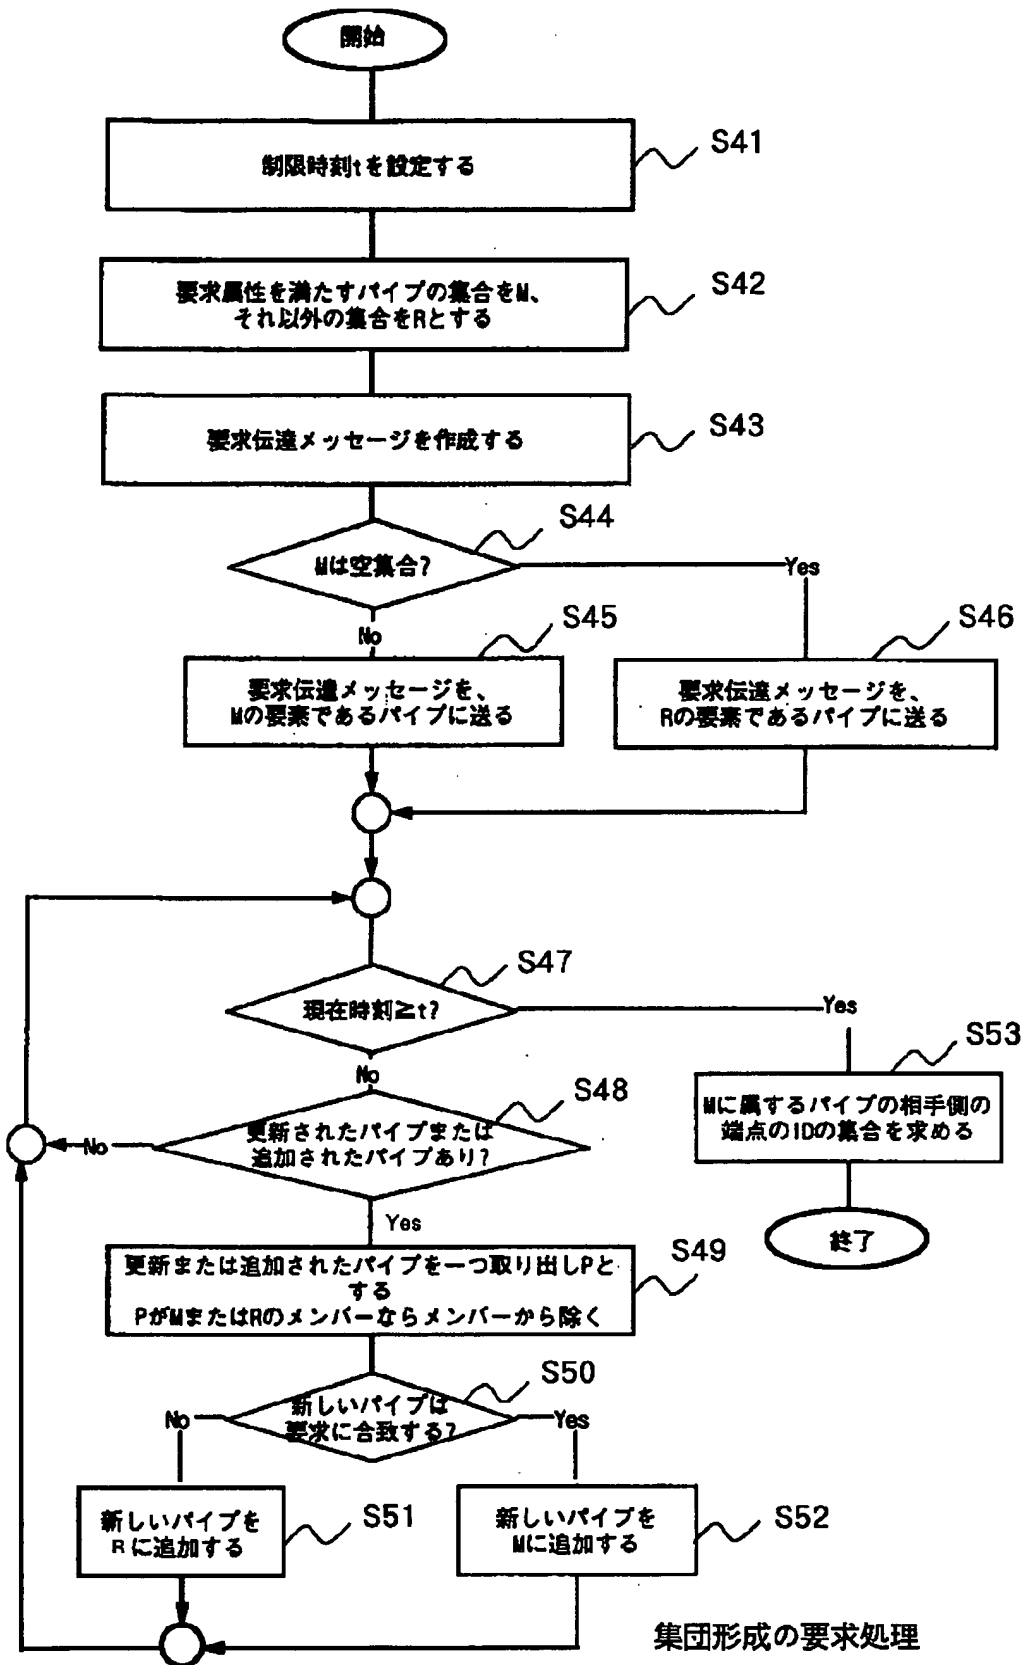 開始
制限時刻tを設定する
S41
要求属性を満たすパイプの集合をM、
それ以外の集合をRとする
S42
要求伝達メッセージを作成する
S43
Mは空集合?
S44
Yes
No
S45
要求伝達メッセージを、
Mの要素であるパイプに送る
S46
要求伝達メッセージを、
Rの要素であるパイプに送る
現在時刻≧t?
S47
Yes
No
S53
Mに属するパイプの相手側の
端点のIDの集合を求める
終了
S48
更新されたパイプまたは
追加されたパイプあり?
No
Yes
S49
更新または追加されたパイプを一つ取り出しPと
する
PがMまたはRのメンバーならメンバーから除く
S50
新しいパイプは
要求に合致する?
No
Yes
新しいパイプを
Rに追加する
S51
新しいパイプを
Mに追加する
S52
集団形成の要求処理